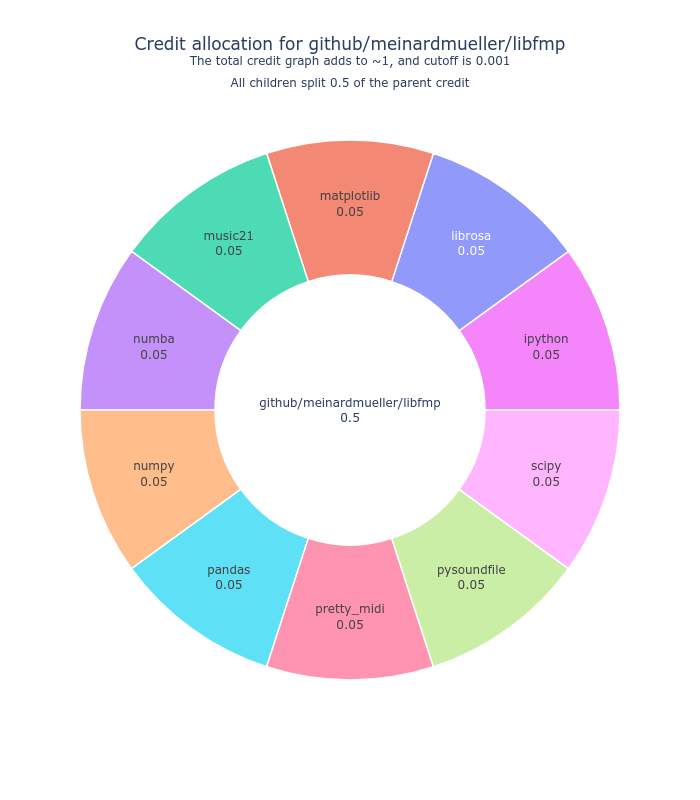 Credit allocation for github/meinardmueller/libfmp
The total credit graph adds to ~1, and cutoff is 0.001
All children split 0.5 of the parent credit
matplotlib
0.05
music21
0.05
librosa
0.05
numba
0.05
ipython
0.05
github/meinardmueller/libfmp
0.5
numpy
0.05
scipy
0.05
pandas
0.05
pysoundfile
0.05
pretty_midi
0.05